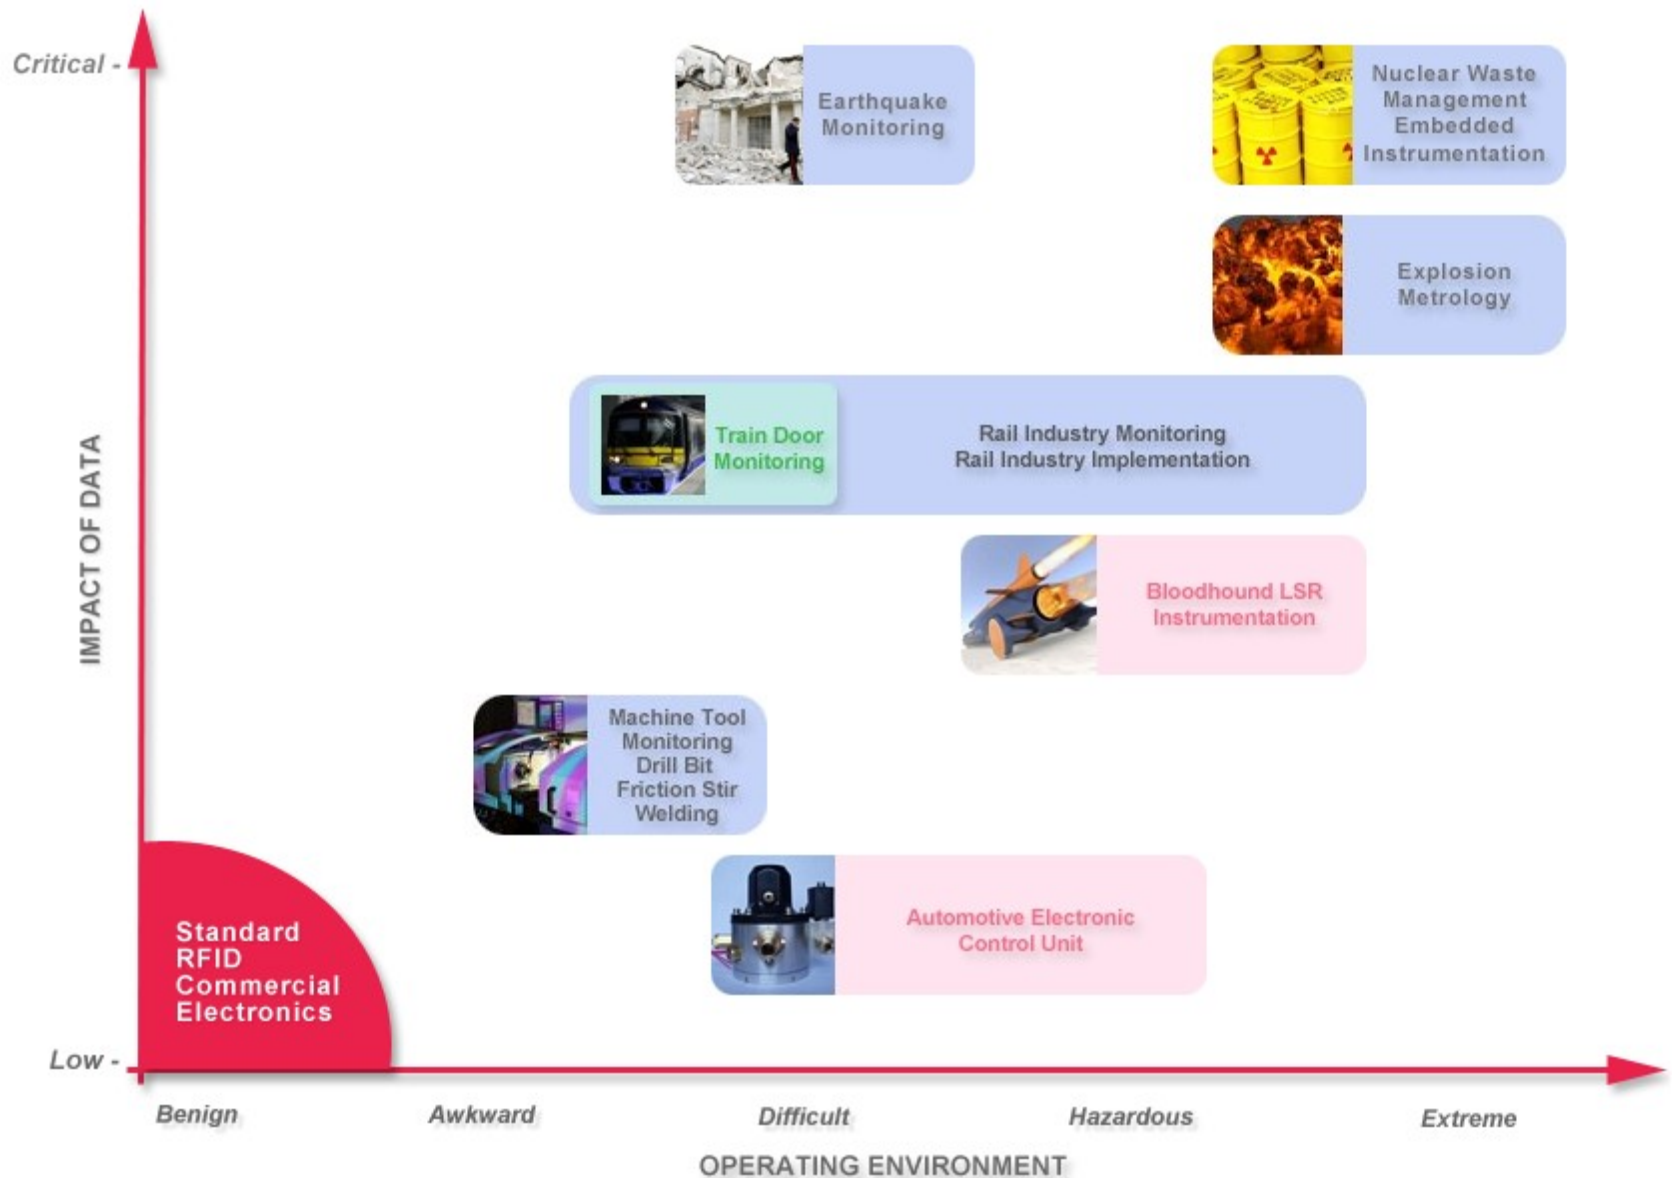 Critical -
Earthquake
Monitoring
Nuclear Waste
Management
Embedded
Instrumentation
Explosion
Metrology
Train Door
Monitoring
Rail Industry Monitoring
Rail Industry Implementation
IMPACT OF DATA
Bloodhound LSR
Instrumentation
Machine Tool
Monitoring
Drill Bit
Friction Stir
Welding
Automotive Electronic
Control Unit
Standard
RFID
Commercial
Electronics
Low -
Benign
Awkward
Difficult
Hazardous
Extreme
OPERATING ENVIRONMENT